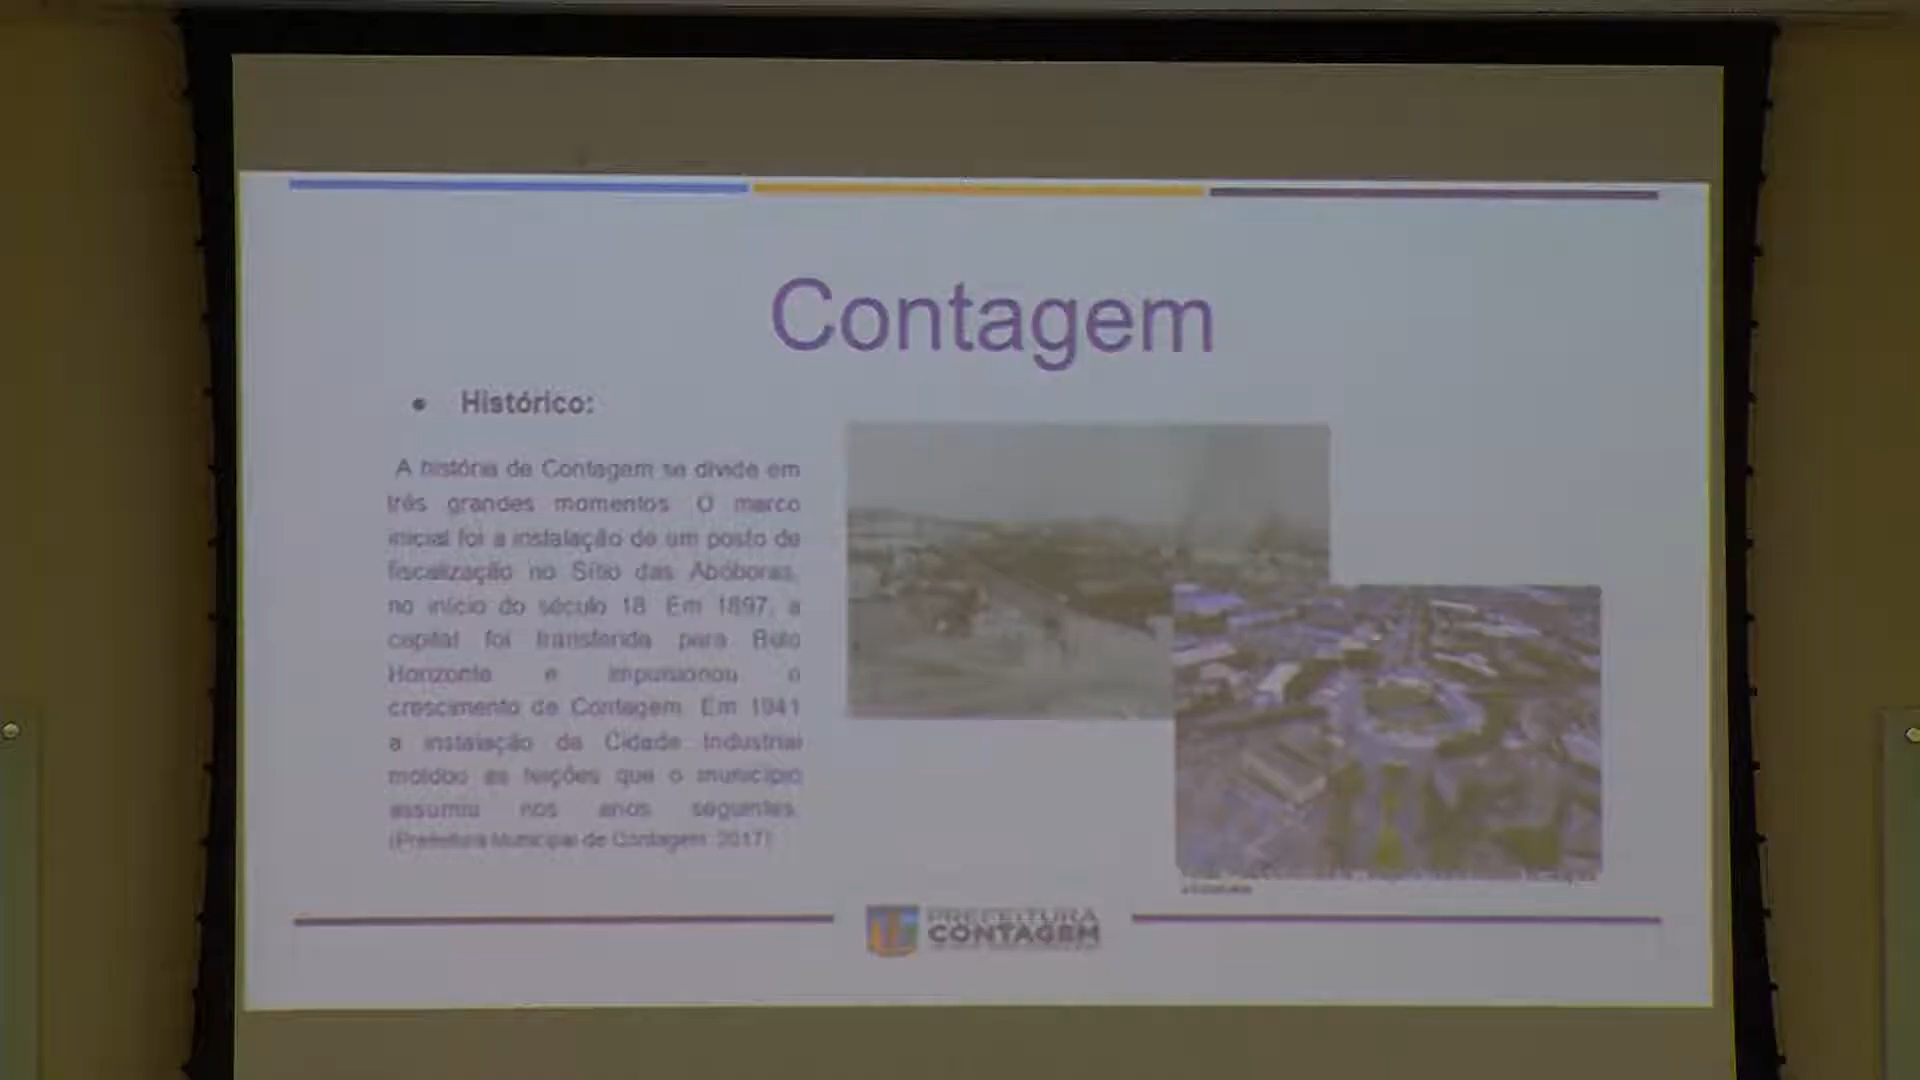 Contagem
• Histórico:
A história de Contagem se divide em
três grandes momentos. O marco
inicial foi a instalação de um posto de
fiscalização no Sítio das Abóboras,
no início do século 18. Em 1897, a
capital foi transferida para Belo
Horizonte e impulsionou o
crescimento de Contagem. Em 1941
a instalação da Cidade Industrial
moldou as feições que o município
assumiu nos anos seguintes.
(Prefeitura Municipal de Contagem, 2017)
PREFEITURA
CONTAGEM